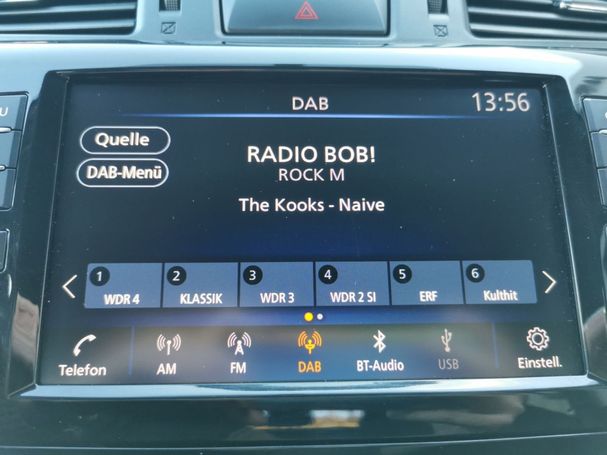 DAB
13:56
Quelle
RADIO BOB!
ROCK M
DAB-Menü
The Kooks - Naive
1 2 3 4 5 6
WDR 4 KLASSIK WDR 3 WDR 2 SI ERF Kulthit
Telefon AM FM DAB BT-Audio USB Einstell.